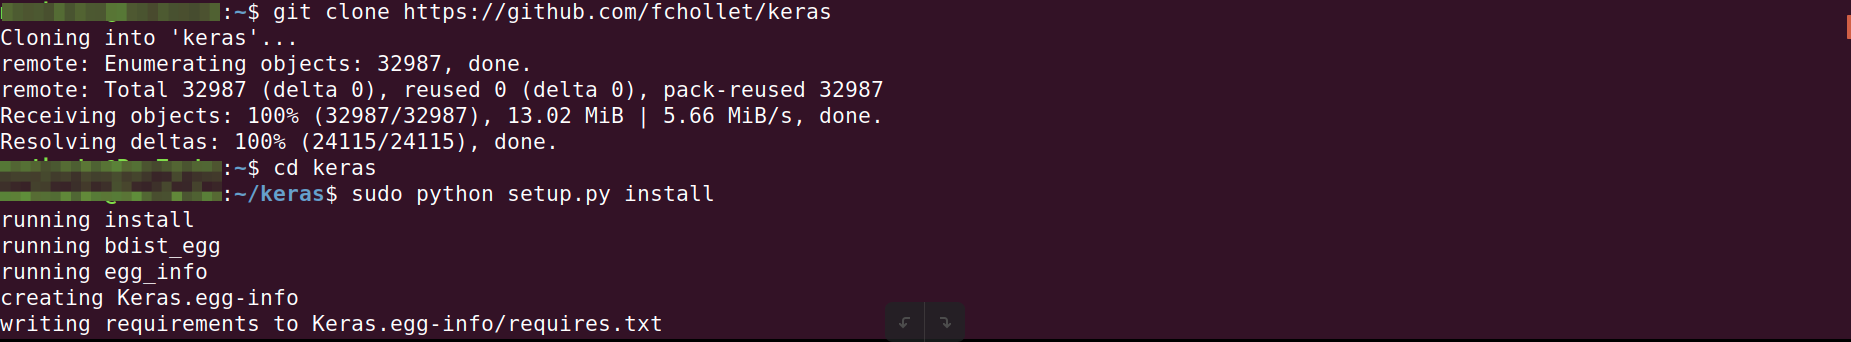 :~$ git clone https://github.com/fchollet/keras
Cloning into 'keras'...
remote: Enumerating objects: 32987, done.
remote: Total 32987 (delta 0), reused 0 (delta 0), pack-reused 32987
Receiving objects: 100% (32987/32987), 13.02 MiB | 5.66 MiB/s, done.
Resolving deltas: 100% (24115/24115), done.
:~$ cd keras
:~/keras$ sudo python setup.py install
running install
running bdist_egg
running egg_info
creating Keras.egg-info
writing requirements to Keras.egg-info/requires.txt